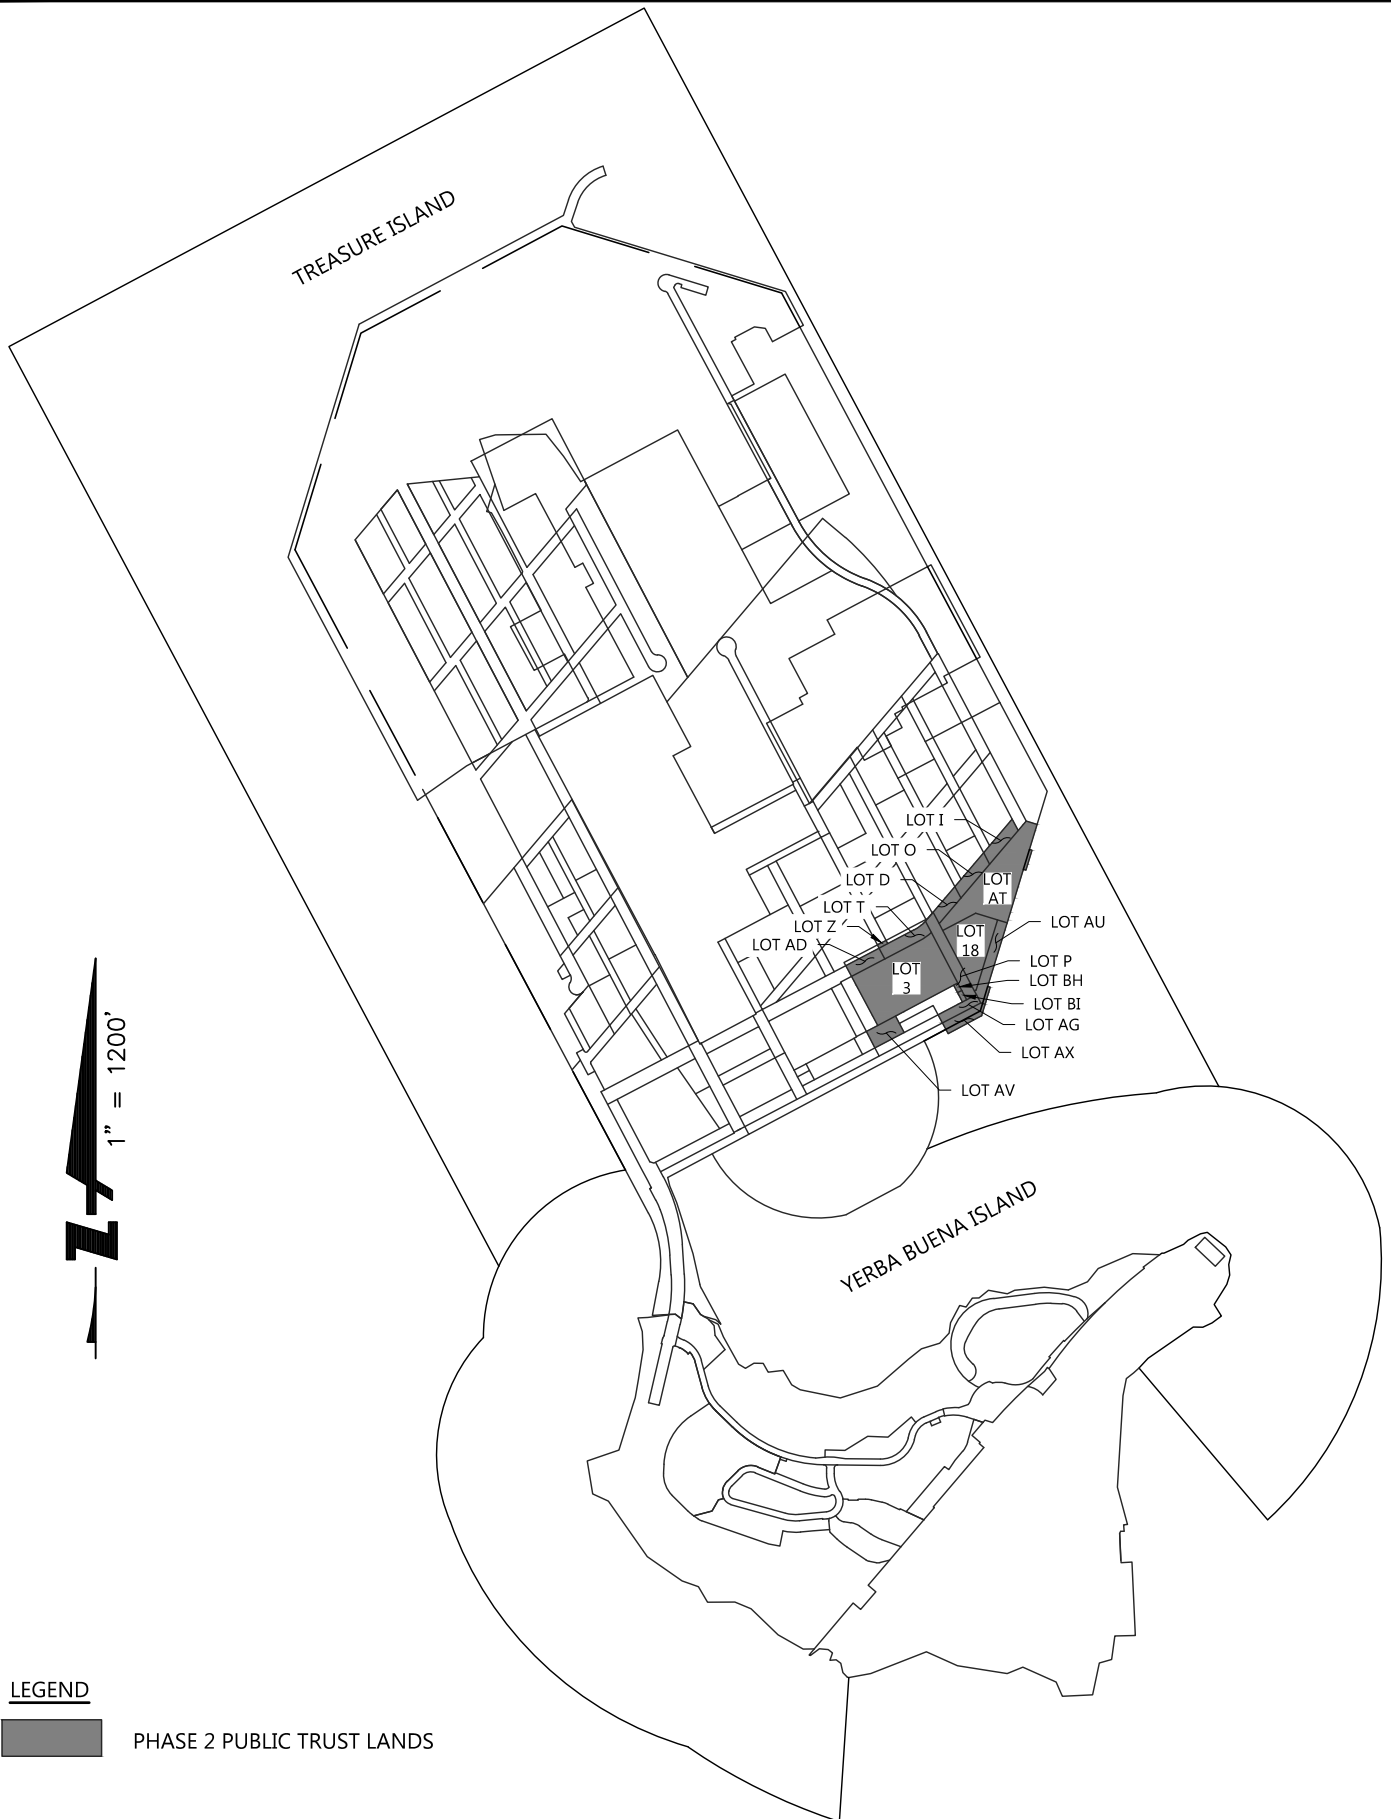 TREASURE ISLAND
LOT I
LOT O
LOT D
LOT
AT
LOT T
LOT Z
LOT AD
LOT AU
LOT
18
LOT
3
LOT P
LOT BH
LOT BI
LOT AG
LOT AX
LOT AV
1" = 1200'
N
YERBA BUENA ISLAND
LEGEND
PHASE 2 PUBLIC TRUST LANDS